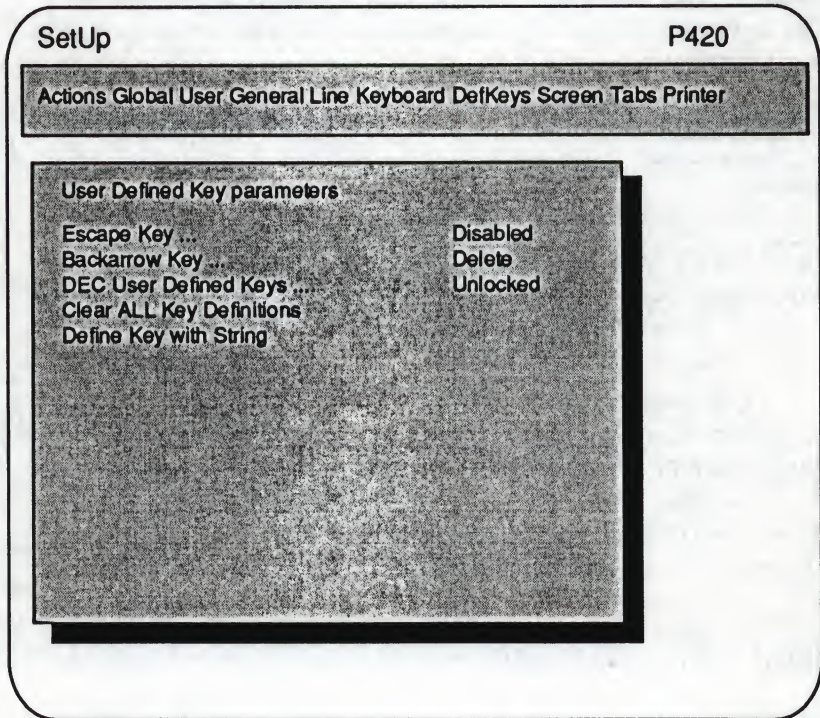 SetUp P420
Actions Global User General Line Keyboard DefKeys Screen Tabs Printer
User Defined Key parameters
Escape Key ... Disabled
Backarrow Key ... Delete
DEC User Defined Keys ... Unlocked
Clear ALL Key Definitions
Define Key with String